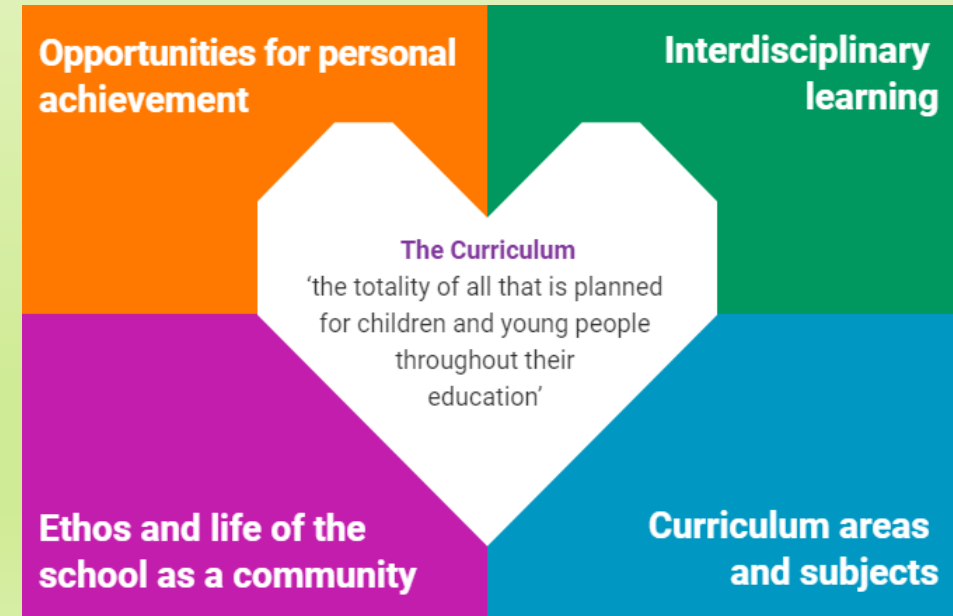 Opportunities for personal
achievement
Interdisciplinary
learning
The Curriculum
‘the totality of all that is planned
for children and young people
throughout their
education’
Ethos and life of the
school as a community
Curriculum areas
and subjects